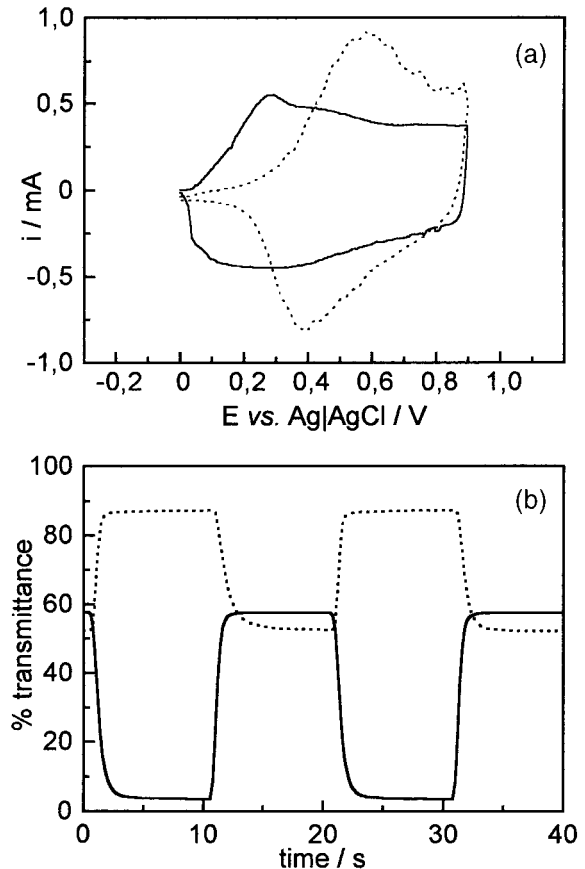 1,0
(a)
0,5
0
-0,5
-1,0
i / mA
-0,2 0 0,2 0,4 0,6 0,8 1,0
E vs. Ag|AgCl / V
100
(b)
80
60
40
20
0
% transmittance
0 10 20 30 40
time / s